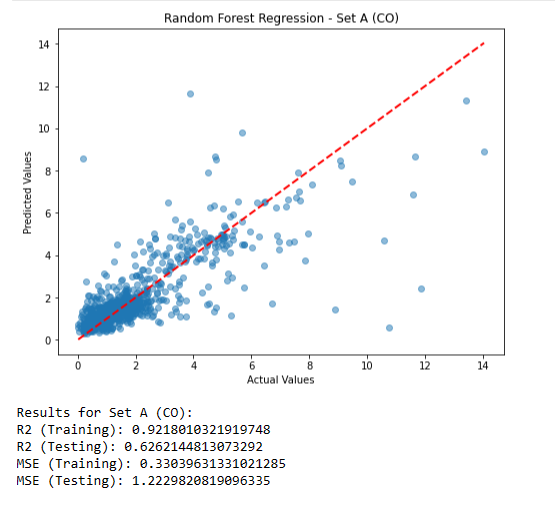 Random Forest Regression - Set A (CO)
14
12
10
8
6
4
2
0
Predicted Values
0 2 4 6 8 10 12 14
Actual Values
Results for Set A (CO):
R2 (Training): 0.9218010321919748
R2 (Testing): 0.6262144813073292
MSE (Training): 0.33039631331021285
MSE (Testing): 1.2229820819096335